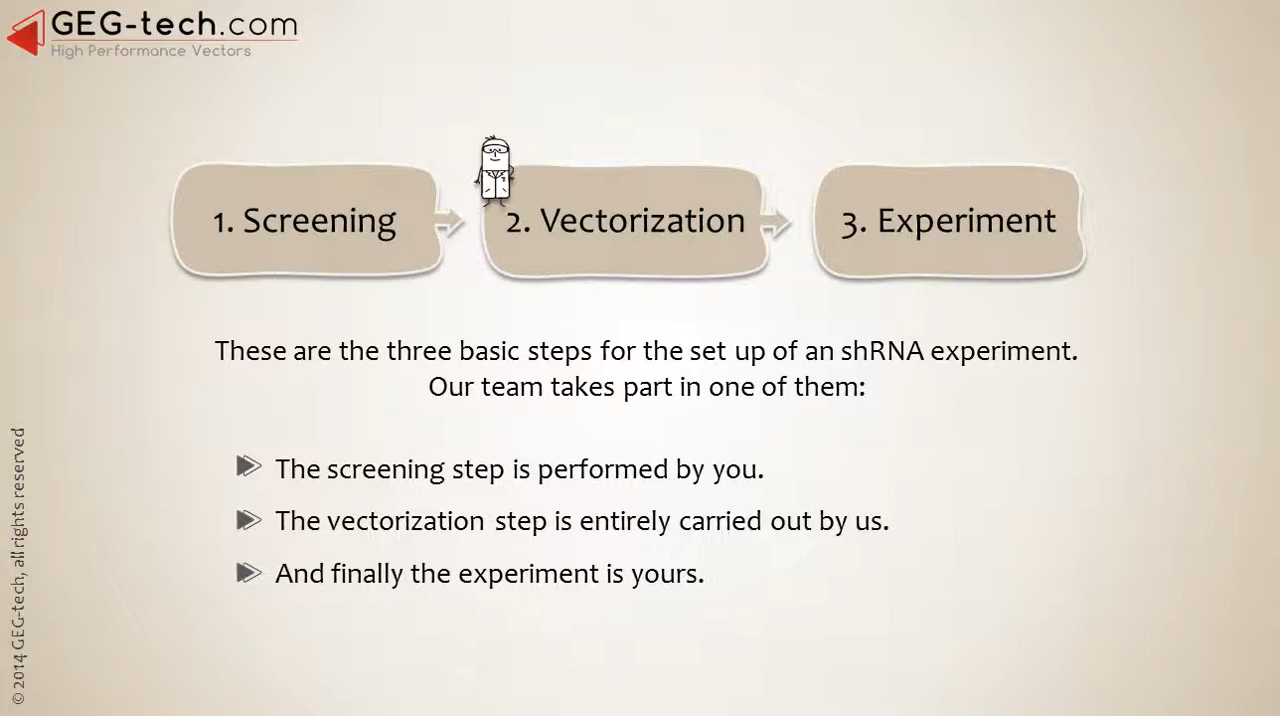 GEG-tech.com
High Performance Vectors
1. Screening
2. Vectorization
3. Experiment
These are the three basic steps for the set up of an shRNA experiment.
Our team takes part in one of them:
The screening step is performed by you.
The vectorization step is entirely carried out by us.
And finally the experiment is yours.
© 2014 GEG-tech, all rights reserved